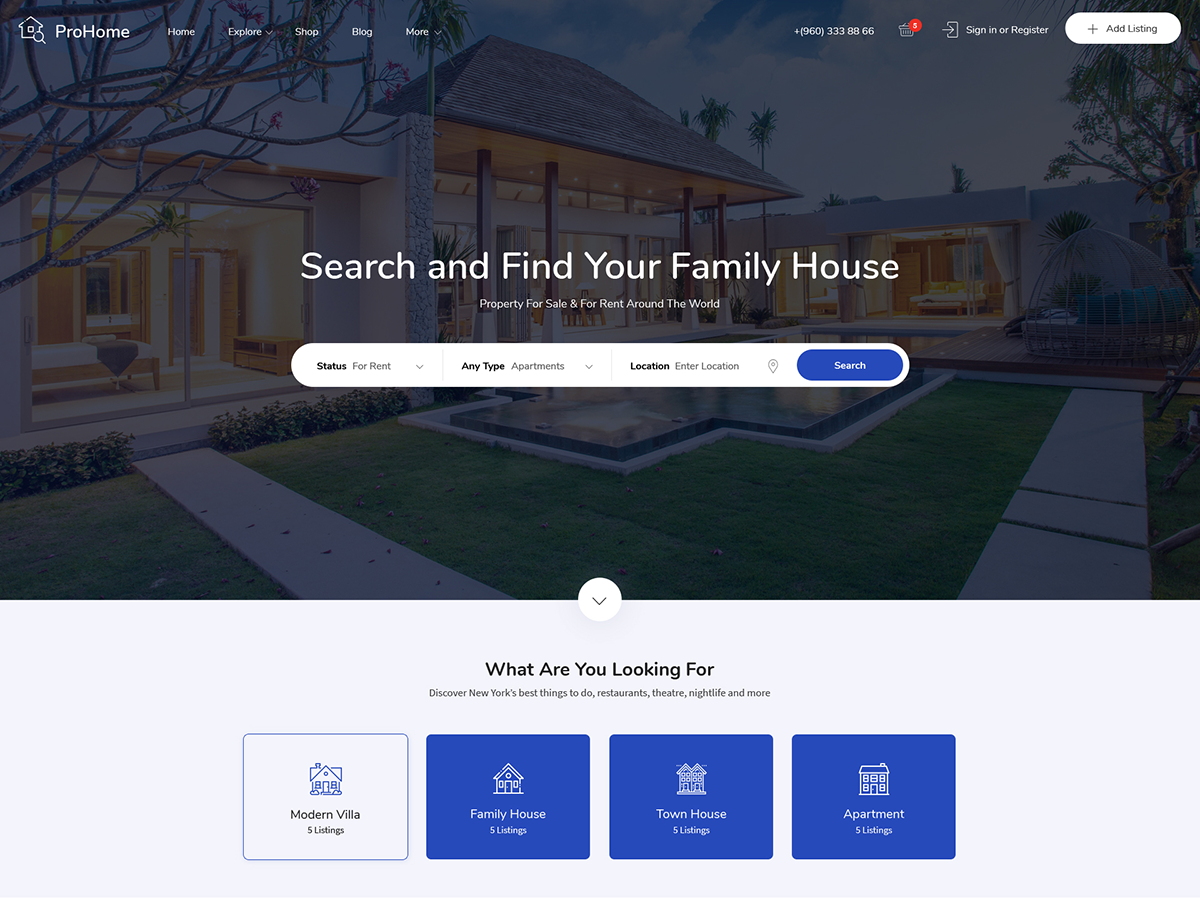 ProHome Home Explore Shop Blog More +(960) 333 88 66 5 Sign in or Register Add Listing
Search and Find Your Family House
Property For Sale & For Rent Around The World
Status For Rent Any Type Apartments Location Enter Location Search
What Are You Looking For
Discover New York's best things to do, restaurants, theatre, nightlife and more
Modern Villa
5 Listings
Family House
5 Listings
Town House
5 Listings
Apartment
5 Listings